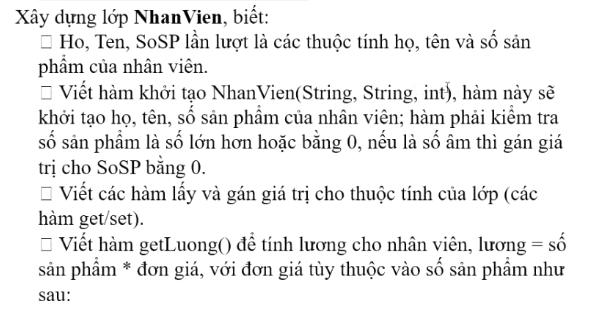 Xây dựng lớp NhanVien, biết:
□ Ho, Ten, SoSP lần lượt là các thuộc tính họ, tên và số sản
phẩm của nhân viên.
□ Viết hàm khởi tạo NhanVien(String, String, int), hàm này sẽ
khởi tạo họ, tên, số sản phẩm của nhân viên; hàm phải kiểm tra
số sản phẩm là số lớn hơn hoặc bằng 0, nếu là số âm thì gán giá
trị cho SoSP bằng 0.
□ Viết các hàm lấy và gán giá trị cho thuộc tính của lớp (các
hàm get/set).
□ Viết hàm getLuong() để tính lương cho nhân viên, lương = số
sản phẩm * đơn giá, với đơn giá tùy thuộc vào số sản phẩm như
sau: